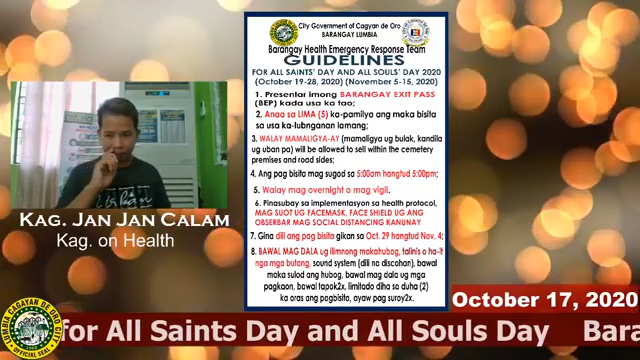 City Government of Cagyan de Oro
BARANGAY LUMBIA
Barangay Health Emergency Response Team
GUIDELINES
FOR ALL SAINTS' DAY AND ALL SOULS' DAY 2020
(October 19-28, 2020) (November 5-15, 2020)
1. Presentar imong BARANGAY EXIT PASS
(BEP) kada usa ka tao;
2. Anaa sa LIMA (5) ka-pamilya ang maka bisita
sa usa ka-lubnganan lamang;
3. WALAY MAMALIGYA-AY (mamaligya ug bulak, kandila
ug uban pa) will be allowed to sell within the cemetery
premises and road sides;
4. Ang pag bisita mag sugod sa 5:00am hangtud 5:00pm;
5. Walay mag overnight o mag vigil.
6. Pinasubay sa implementasyon sa health protocol,
MAG SUOT UG FACEMASK, FACE SHIELD UG ANG
OBSERBAR MAG SOCIAL DISTANCING KANUNAY
7. Gina dili ang pag bisita gikan sa Oct. 29 hangtud Nov. 4;
8. BAWAL MAG DALA ug ilimnong makahubog, talinis o ha-it
nga mga butang, sound system (dili na discohan), bawal
maka sulod ang hubog, bawal mag dala ug mga
pagkaon, bawal tapok2x, limitado diha sa duha (2)
ka oras ang pagbisita, ayaw pag suroy2x.
KAG. JAN JAN CALAM
Kag. on Health
October 17, 2020
for All Saints Day and All Souls Day Bara
OFFICIAL SEAL